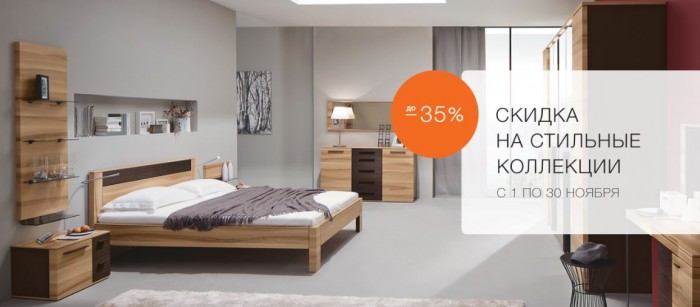 до
–35%
СКИДКА
НА СТИЛЬНЫЕ
КОЛЛЕКЦИИ
С 1 ПО 30 НОЯБРЯ